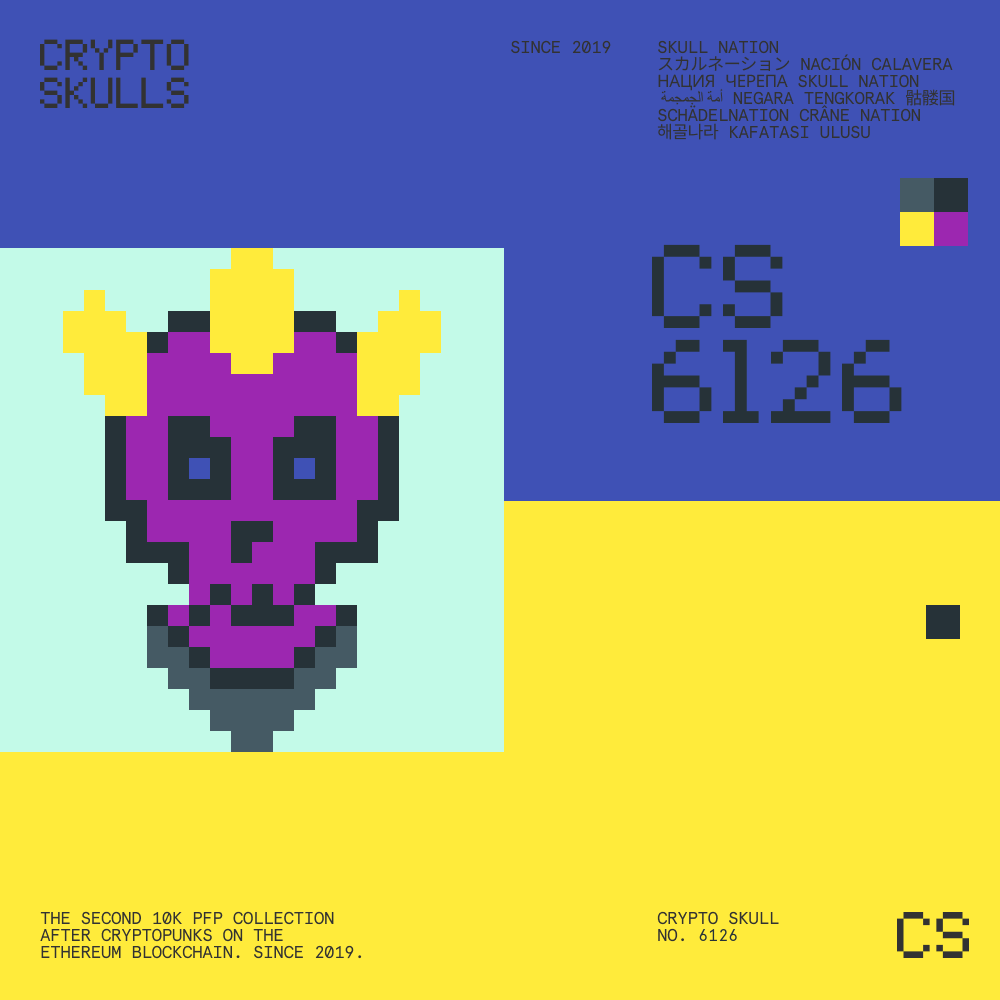 CRYPTO
SKULLS
SINCE 2019
SKULL NATION
スカルネーション NACIÓN CALAVERA
НАЦИЯ ЧЕРЕПА SKULL NATION
أمة الجمجمة NEGARA TENGKORAK 骷髅国
SCHÄDELNATION CRÂNE NATION
해골나라 KAFATASI ULUSU
CS
6126
THE SECOND 10K PFP COLLECTION
AFTER CRYPTOPUNKS ON THE
ETHEREUM BLOCKCHAIN. SINCE 2019.
CRYPTO SKULL
NO. 6126
CS